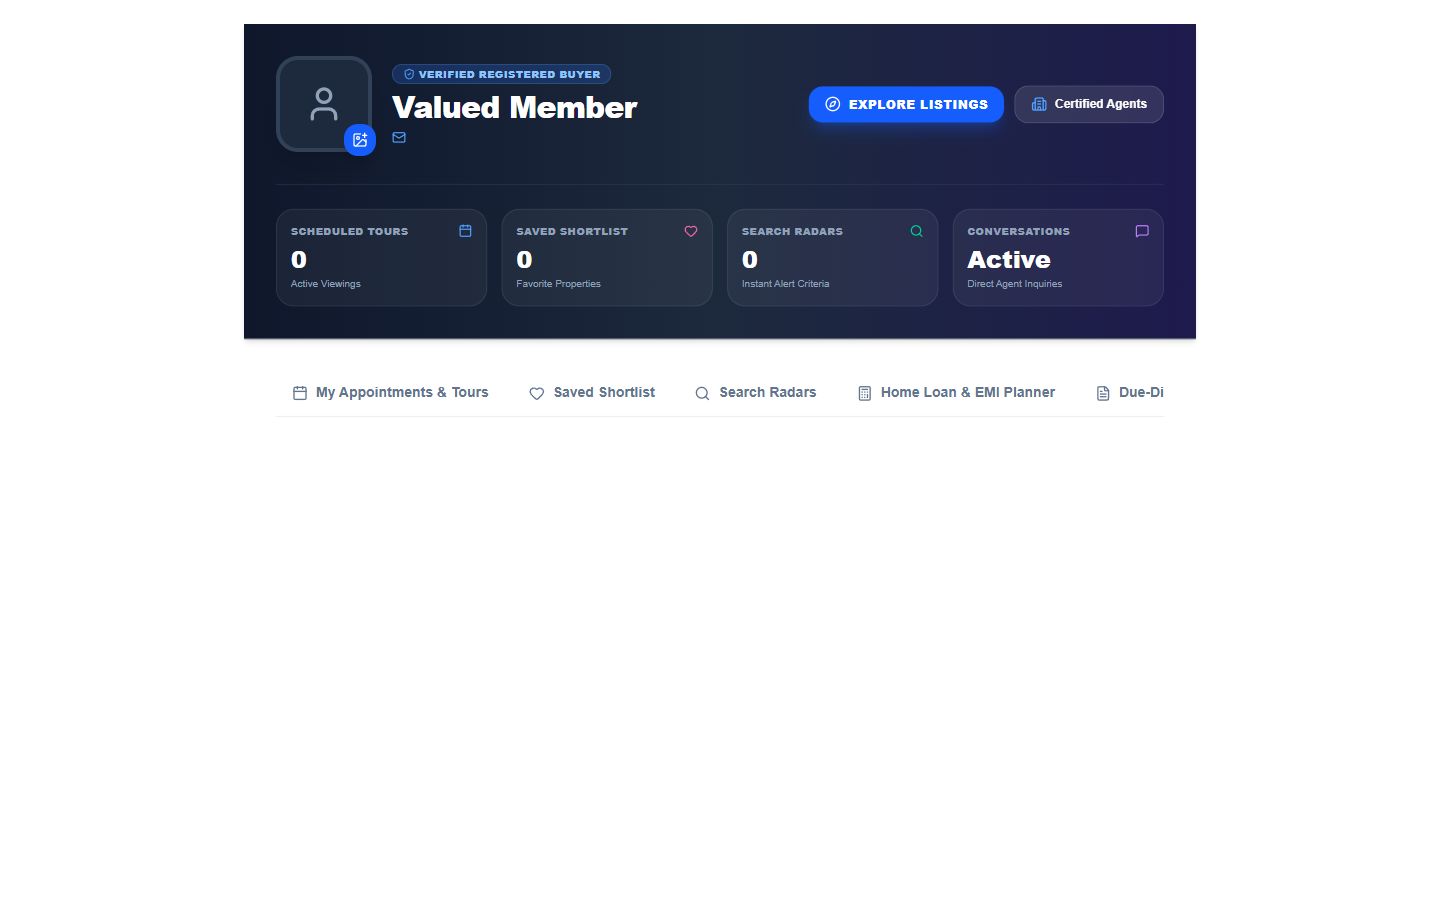 VERIFIED REGISTERED BUYER
Valued Member
EXPLORE LISTINGS
Certified Agents
SCHEDULED TOURS
0
Active Viewings
SAVED SHORTLIST
0
Favorite Properties
SEARCH RADARS
0
Instant Alert Criteria
CONVERSATIONS
Active
Direct Agent Inquiries
My Appointments & Tours
Saved Shortlist
Search Radars
Home Loan & EMI Planner
Due-Di